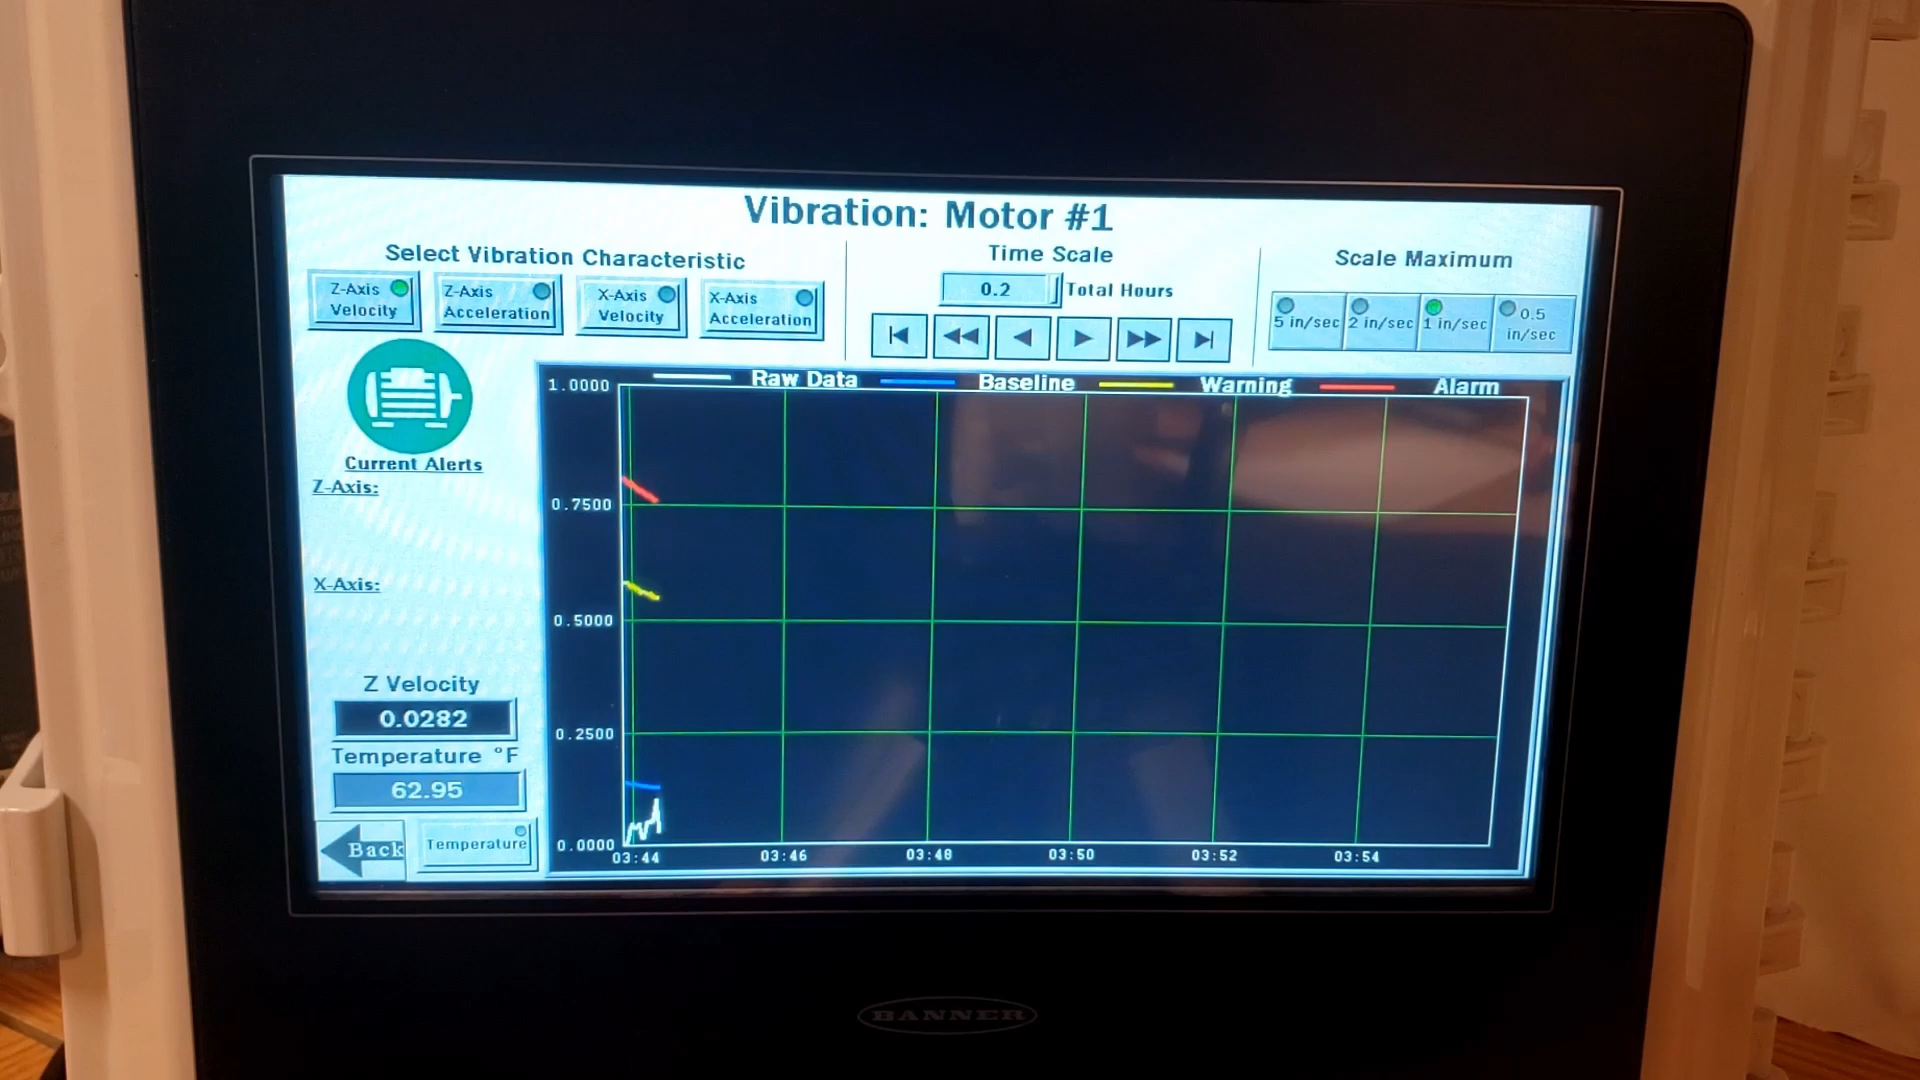 Vibration: Motor #1
Select Vibration Characteristic
Z-Axis
Velocity
Z-Axis
Acceleration
X-Axis
Velocity
X-Axis
Acceleration
Time Scale
0.2 Total Hours
Scale Maximum
5 in/sec
2 in/sec
1 in/sec
0.5
in/sec
Current Alerts
Z-Axis:
X-Axis:
Z Velocity
0.0282
Temperature °F
62.95
Back
Temperature
Raw Data Baseline Warning Alarm
1.0000
0.7500
0.5000
0.2500
0.0000
03:44 03:46 03:48 03:50 03:52 03:54
BANNER